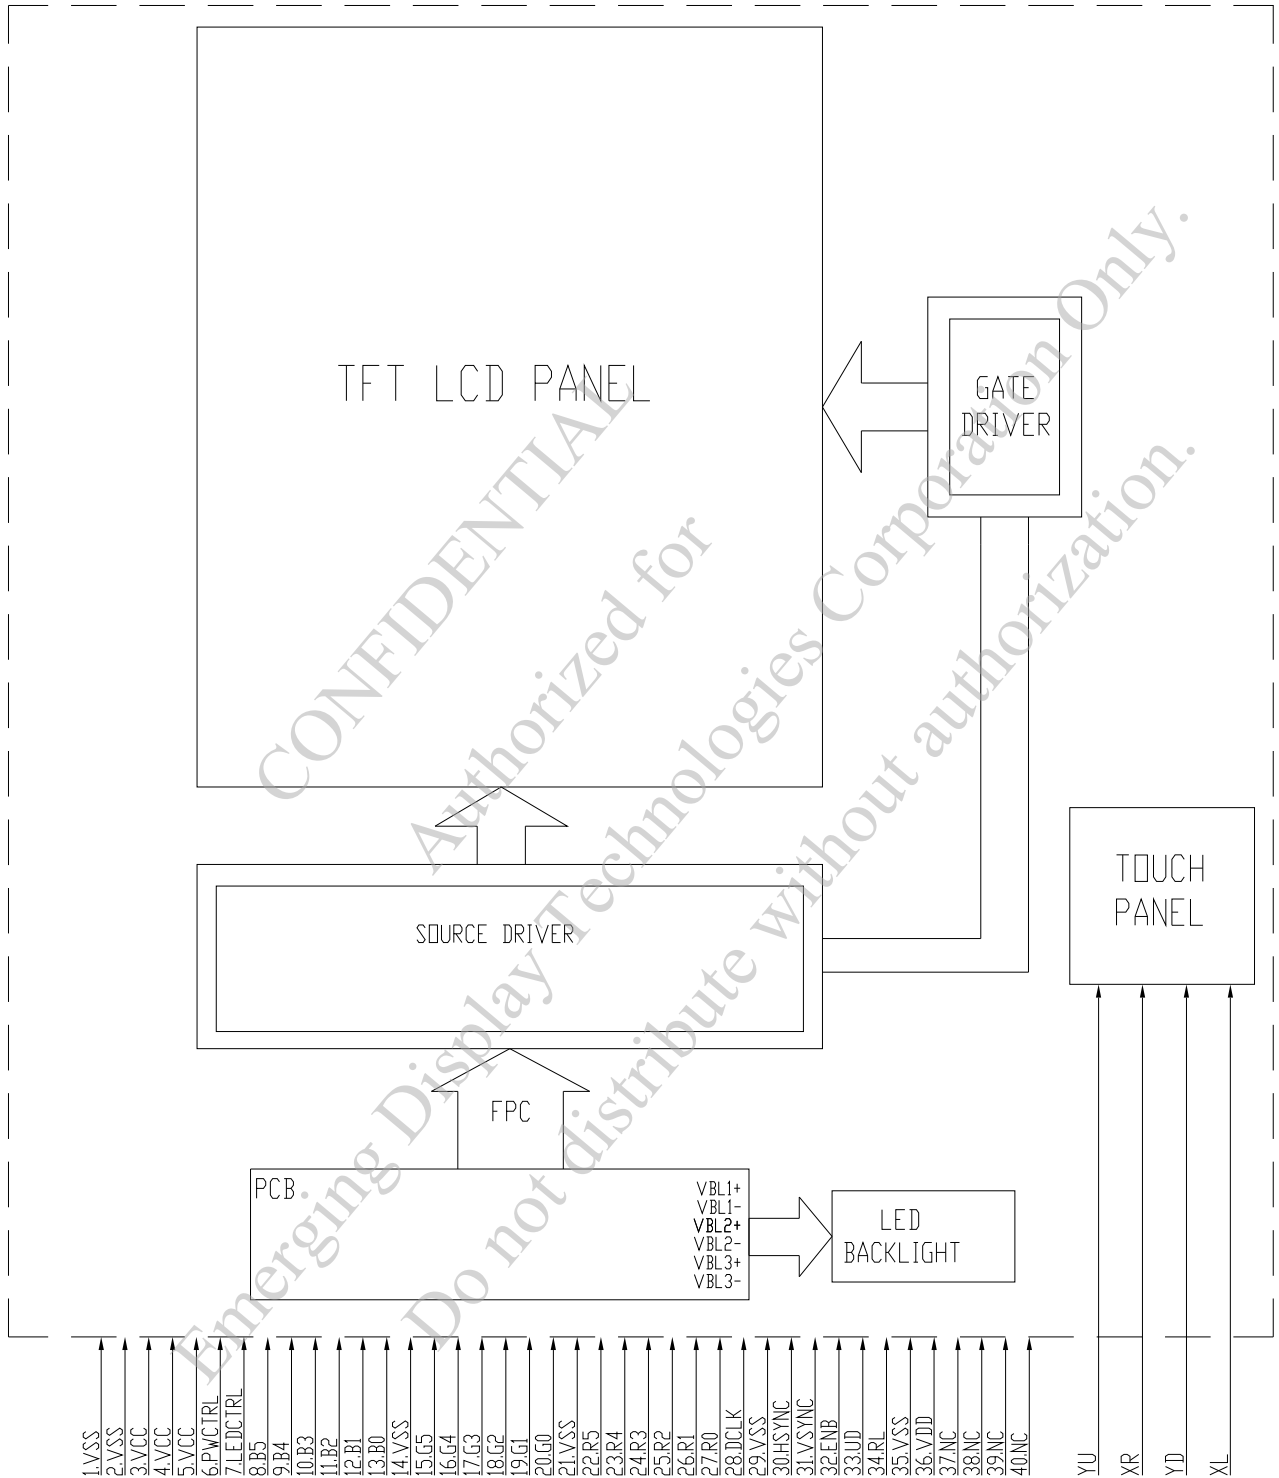 TFT LCD PANEL
GATE
DRIVER
SOURCE DRIVER
TOUCH
PANEL
FPC
PCB
VBL1+
VBL1-
VBL2+
VBL2-
VBL3+
VBL3-
LED
BACKLIGHT
1.VSS
2.VSS
3.VCC
4.VCC
5.VCC
6.PWCTRL
7.LEDCTRL
8.B5
9.B4
10.B3
11.B2
12.B1
13.B0
14.VSS
15.G5
16.G4
17.G3
18.G2
19.G1
20.G0
21.VSS
22.R5
23.R4
24.R3
25.R2
26.R1
27.R0
28.DCLK
29.VSS
30.HSYNC
31.VSYNC
32.ENB
33.UD
34.RL
35.VSS
36.VDD
37.NC
38.NC
39.NC
40.NC
YU
XR
YD
XL
CONFIDENTIAL
Authorized for
Emerging Display Technologies Corporation Only.
Do not distribute without authorization.